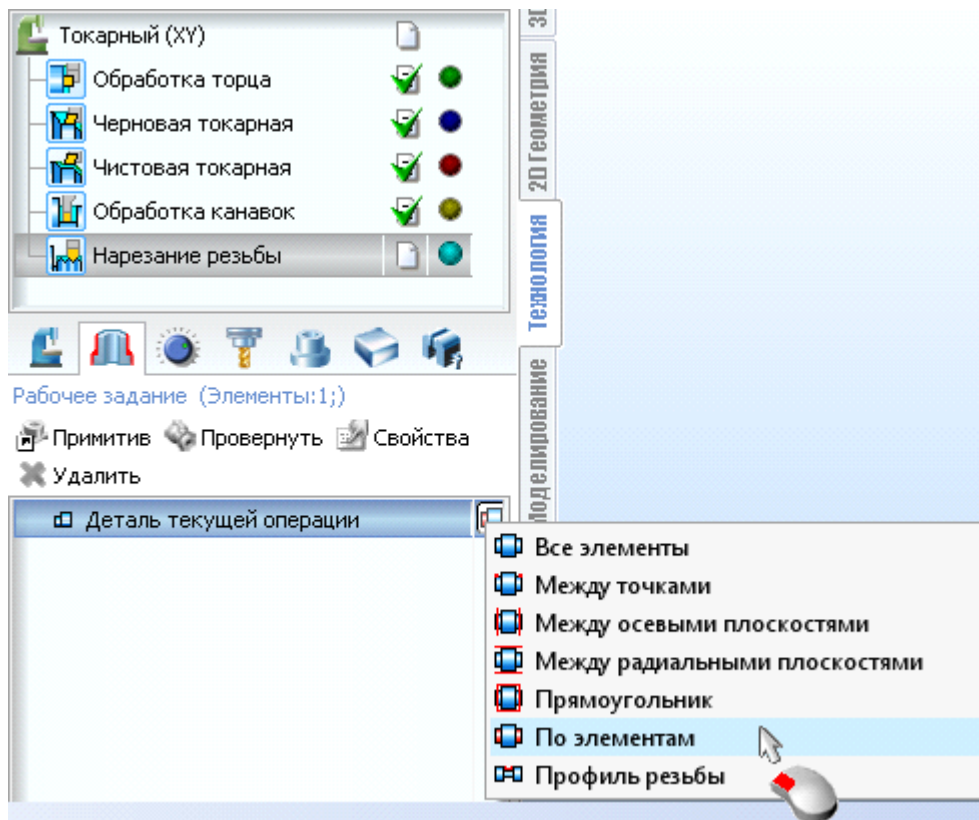 Токарный (XY)
Обработка торца
Черновая токарная
Чистовая токарная
Обработка канавок
Нарезание резьбы
3D
2D Геометрия
Технология
Моделирование
Рабочее задание (Элементы:1;)
Примитив Провернуть Свойства
Удалить
Деталь текущей операции
Все элементы
Между точками
Между осевыми плоскостями
Между радиальными плоскостями
Прямоугольник
По элементам
Профиль резьбы